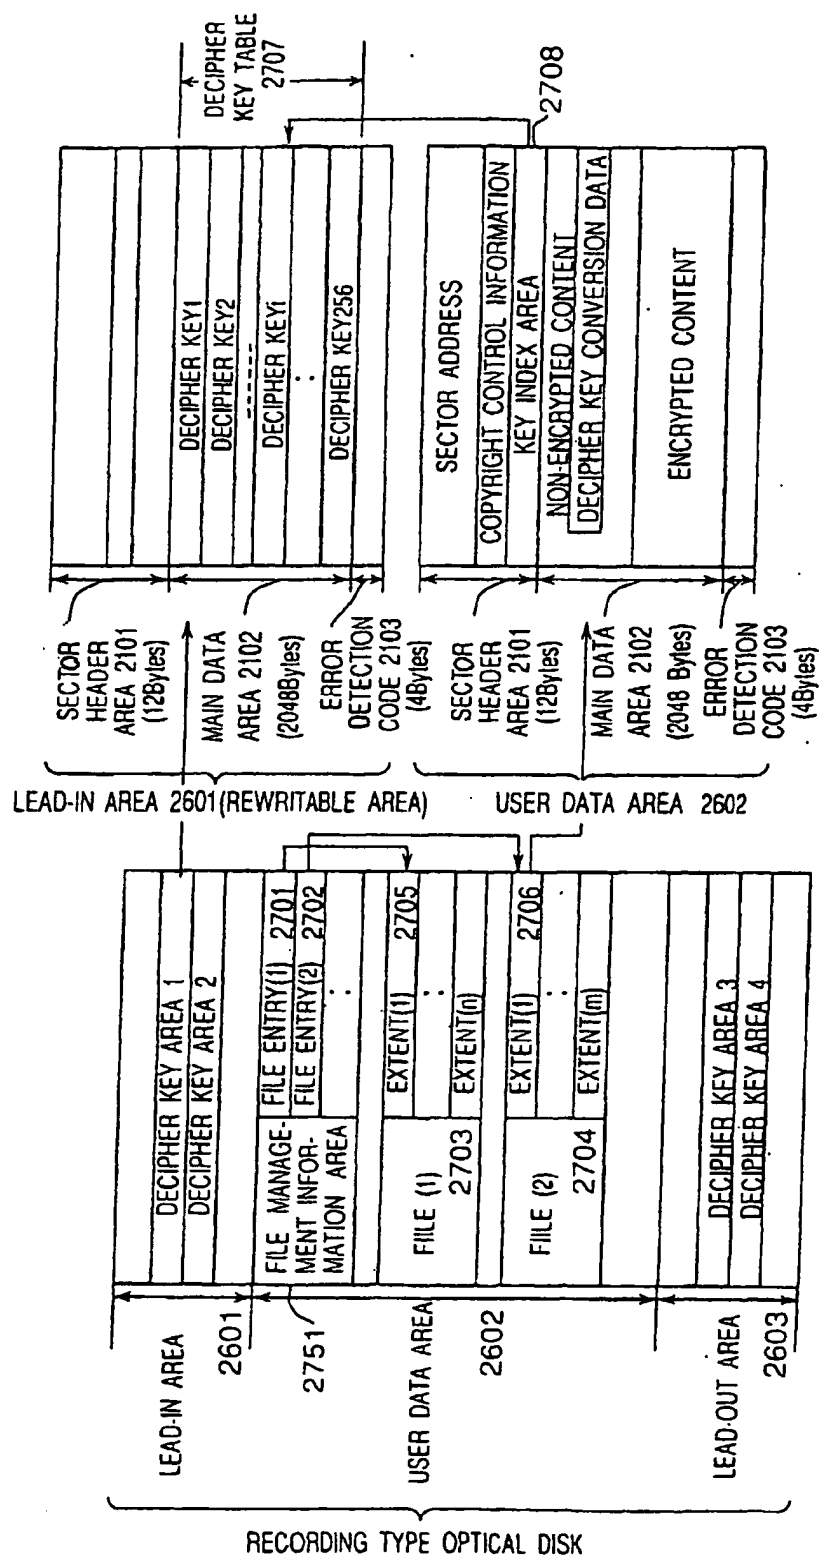 RECORDING TYPE OPTICAL DISK
LEAD-IN AREA
2601
USER DATA AREA
2602
LEAD-OUT AREA
2603
2751
DECIPHER KEY AREA 1
DECIPHER KEY AREA 2
FILE MANAGE-
MENT INFOR-
MATION AREA
FILE ENTRY(1) 2701
FILE ENTRY(2) 2702
:
FIILE (1)
2703
EXTENT(1) 2705
:
EXTENT(n)
FIILE (2)
2704
EXTENT(1) 2706
:
EXTENT(m)
DECIPHER KEY AREA 3
DECIPHER KEY AREA 4
LEAD-IN AREA 2601(REWRITABLE AREA)
SECTOR
HEADER
AREA 2101
(12Bytes)
MAIN DATA
AREA 2102
(2048Bytes)
ERROR
DETECTION
CODE 2103
(4Bytes)
DECIPHER KEY1
DECIPHER KEY2
DECIPHER KEYi
:
DECIPHER KEY256
DECIPHER
KEY TABLE
2707
USER DATA AREA 2602
SECTOR
HEADER
AREA 2101
(12Bytes)
MAIN DATA
AREA 2102
(2048 Bytes)
ERROR
DETECTION
CODE 2103
(4Bytes)
SECTOR ADDRESS
COPYRIGHT CONTROL INFORMATION
KEY INDEX AREA
NON-ENCRYPTED CONTENT
DECIPHER KEY CONVERSION DATA
ENCRYPTED CONTENT
2708